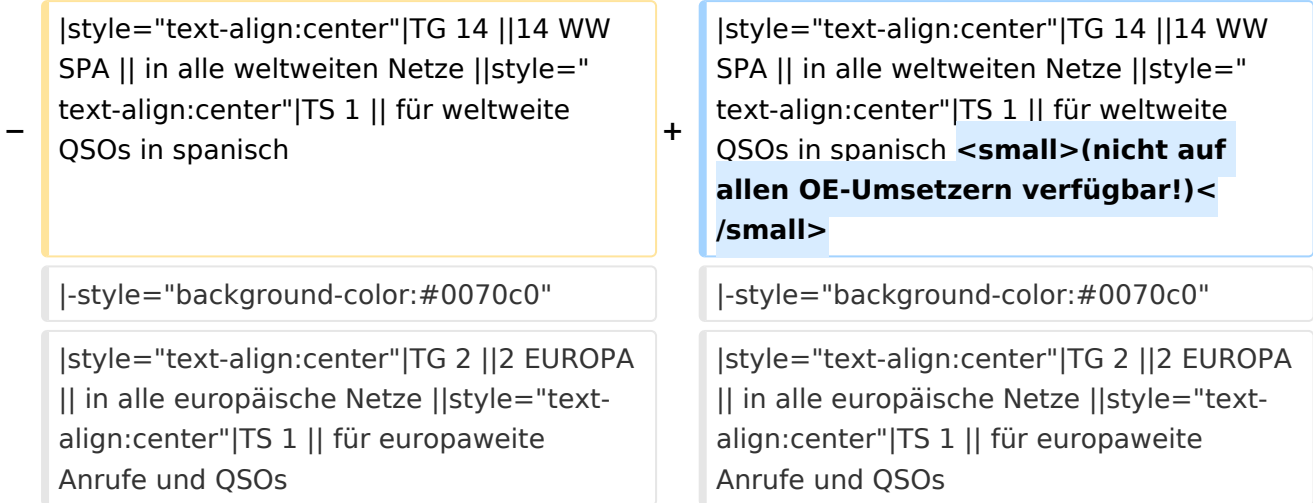 |style="text-align:center"|TG 14 ||14 WW
SPA || in alle weltweiten Netze ||style="
text-align:center"|TS 1 || für weltweite
QSOs in spanisch
−
+
|style="text-align:center"|TG 14 ||14 WW
SPA || in alle weltweiten Netze ||style="
text-align:center"|TS 1 || für weltweite
QSOs in spanisch <small>(nicht auf
allen OE-Umsetzern verfügbar!)<
/small>
|-style="background-color:#0070c0"
|-style="background-color:#0070c0"
|style="text-align:center"|TG 2 ||2 EUROPA
|| in alle europäische Netze ||style="text-
align:center"|TS 1 || für europaweite
Anrufe und QSOs
|style="text-align:center"|TG 2 ||2 EUROPA
|| in alle europäische Netze ||style="text-
align:center"|TS 1 || für europaweite
Anrufe und QSOs